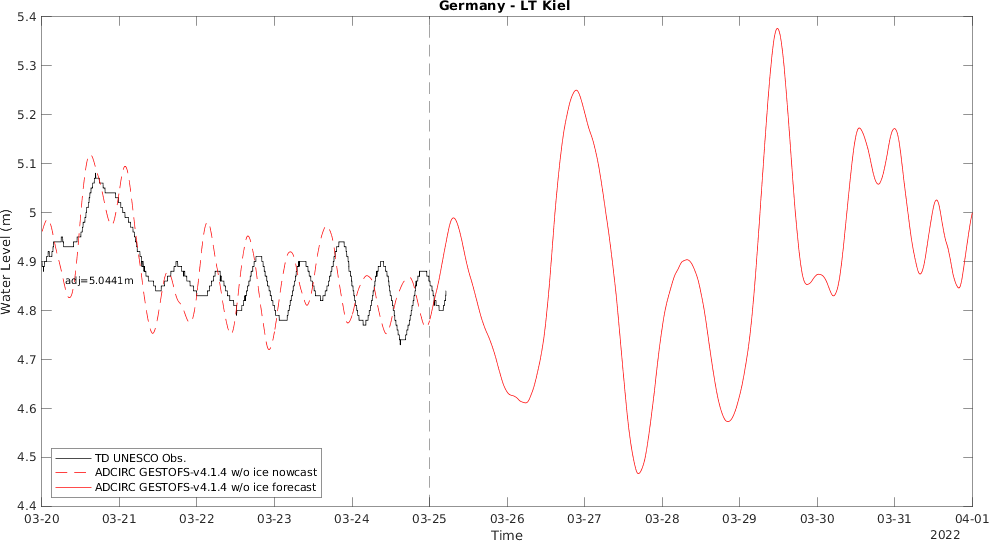 Germany - LT Kiel
5.4
5.3
5.2
5.1
5
4.9
4.8
4.7
4.6
4.5
4.4
Water Level (m)
adj=5.0441m
TD UNESCO Obs.
ADCIRC GESTOFS-v4.1.4 w/o ice nowcast
ADCIRC GESTOFS-v4.1.4 w/o ice forecast
03-20 03-21 03-22 03-23 03-24 03-25 03-26 03-27 03-28 03-29 03-30 03-31 04-01
Time
2022